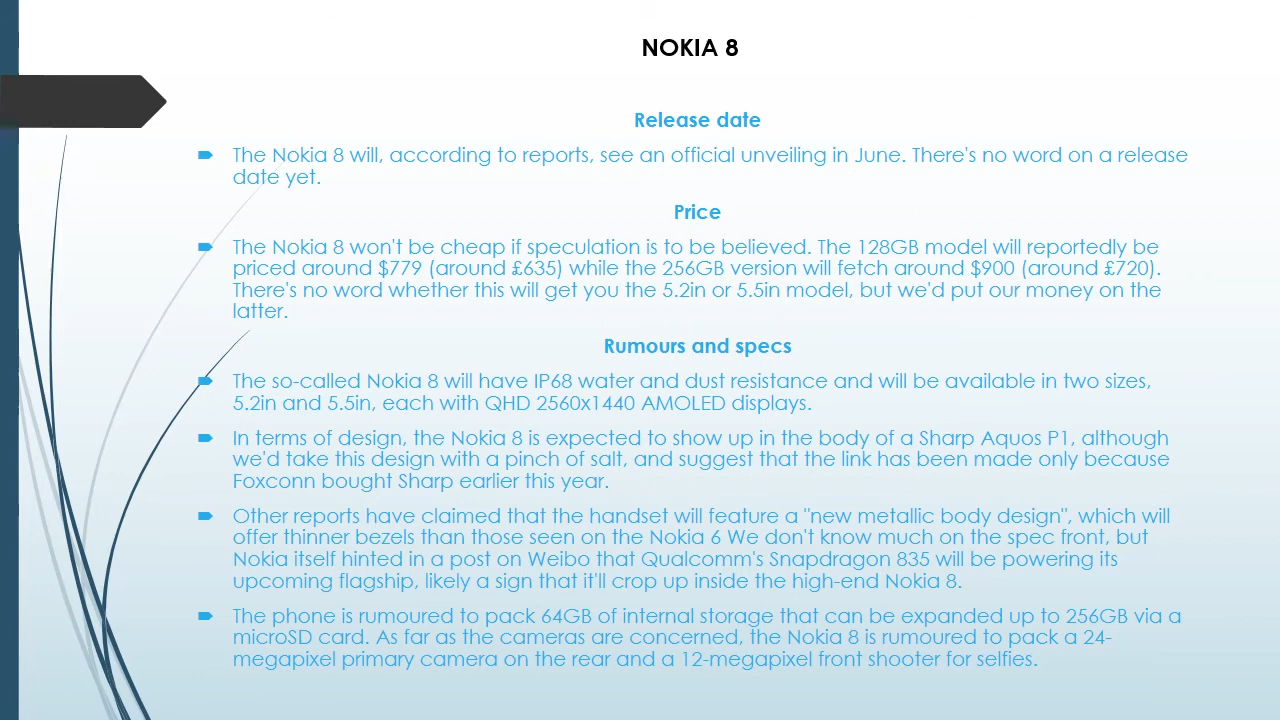 NOKIA 8
Release date
The Nokia 8 will, according to reports, see an official unveiling in June. There's no word on a release
date yet.
Price
The Nokia 8 won't be cheap if speculation is to be believed. The 128GB model will reportedly be
priced around $779 (around £635) while the 256GB version will fetch around $900 (around £720).
There's no word whether this will get you the 5.2in or 5.5in model, but we'd put our money on the
latter.
Rumours and specs
The so-called Nokia 8 will have IP68 water and dust resistance and will be available in two sizes,
5.2in and 5.5in, each with QHD 2560x1440 AMOLED displays.
In terms of design, the Nokia 8 is expected to show up in the body of a Sharp Aquos P1, although
we'd take this design with a pinch of salt, and suggest that the link has been made only because
Foxconn bought Sharp earlier this year.
Other reports have claimed that the handset will feature a "new metallic body design", which will
offer thinner bezels than those seen on the Nokia 6 We don't know much on the spec front, but
Nokia itself hinted in a post on Weibo that Qualcomm's Snapdragon 835 will be powering its
upcoming flagship, likely a sign that it'll crop up inside the high-end Nokia 8.
The phone is rumoured to pack 64GB of internal storage that can be expanded up to 256GB via a
microSD card. As far as the cameras are concerned, the Nokia 8 is rumoured to pack a 24-
megapixel primary camera on the rear and a 12-megapixel front shooter for selfies.